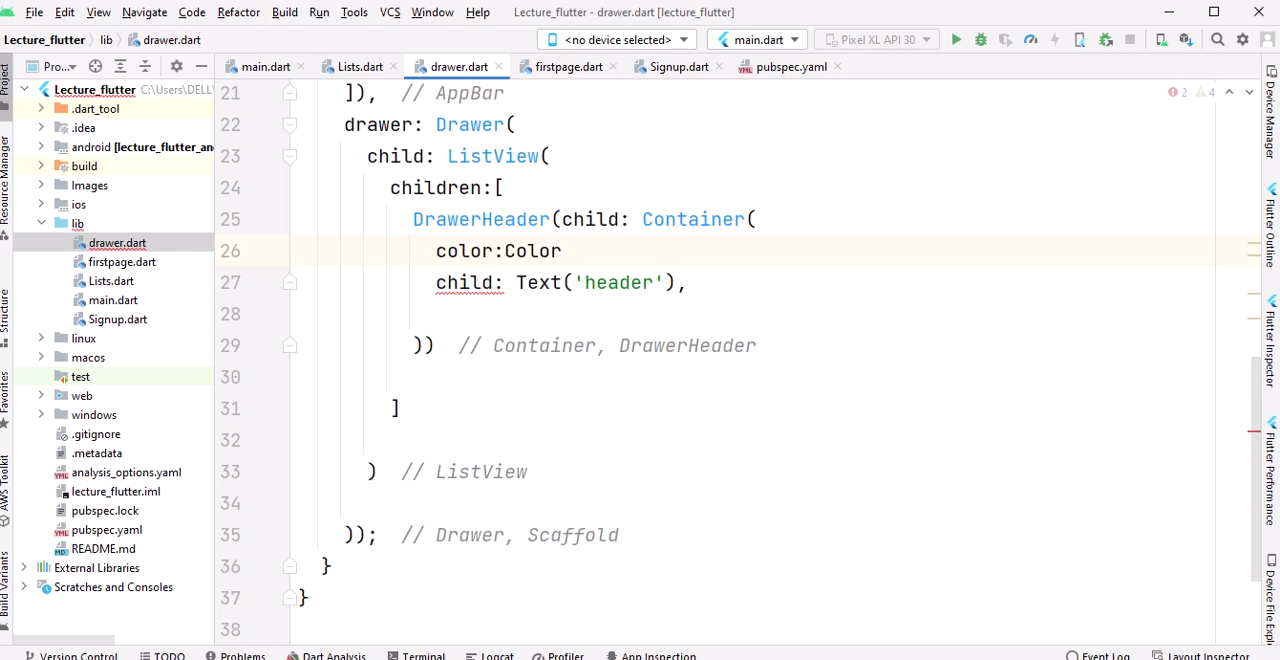 File Edit View Navigate Code Refactor Build Run Tools VCS Window Help Lecture_flutter - drawer.dart [lecture_flutter]
Lecture_flutter lib drawer.dart <no device selected> main.dart Pixel XL API 30
Pro... main.dart Lists.dart drawer.dart firstpage.dart Signup.dart pubspec.yaml
Project
Resource Manager
Structure
Favorites
AWS Toolkit
Build Variants
Lecture_flutter C:\Users\DELL
.dart_tool
.idea
android [lecture_flutter_an
build
Images
ios
lib
drawer.dart
firstpage.dart
Lists.dart
main.dart
Signup.dart
linux
macos
test
web
windows
.gitignore
.metadata
analysis_options.yaml
lecture_flutter.iml
pubspec.lock
pubspec.yaml
README.md
External Libraries
Scratches and Consoles
2 4
21 ]), // AppBar
22 drawer: Drawer(
23 child: ListView(
24 children:[
25 DrawerHeader(child: Container(
26 color:Color
27 child: Text('header'),
28
29 )) // Container, DrawerHeader
30
31 ]
32
33 ) // ListView
34
35 )); // Drawer, Scaffold
36 }
37 }
38
Device Manager
Flutter Outline
Flutter Inspector
Flutter Performance
Device File Expl
Version Control TODO Problems Dart Analysis Terminal Logcat Profiler App Inspection Event Log Layout Inspector